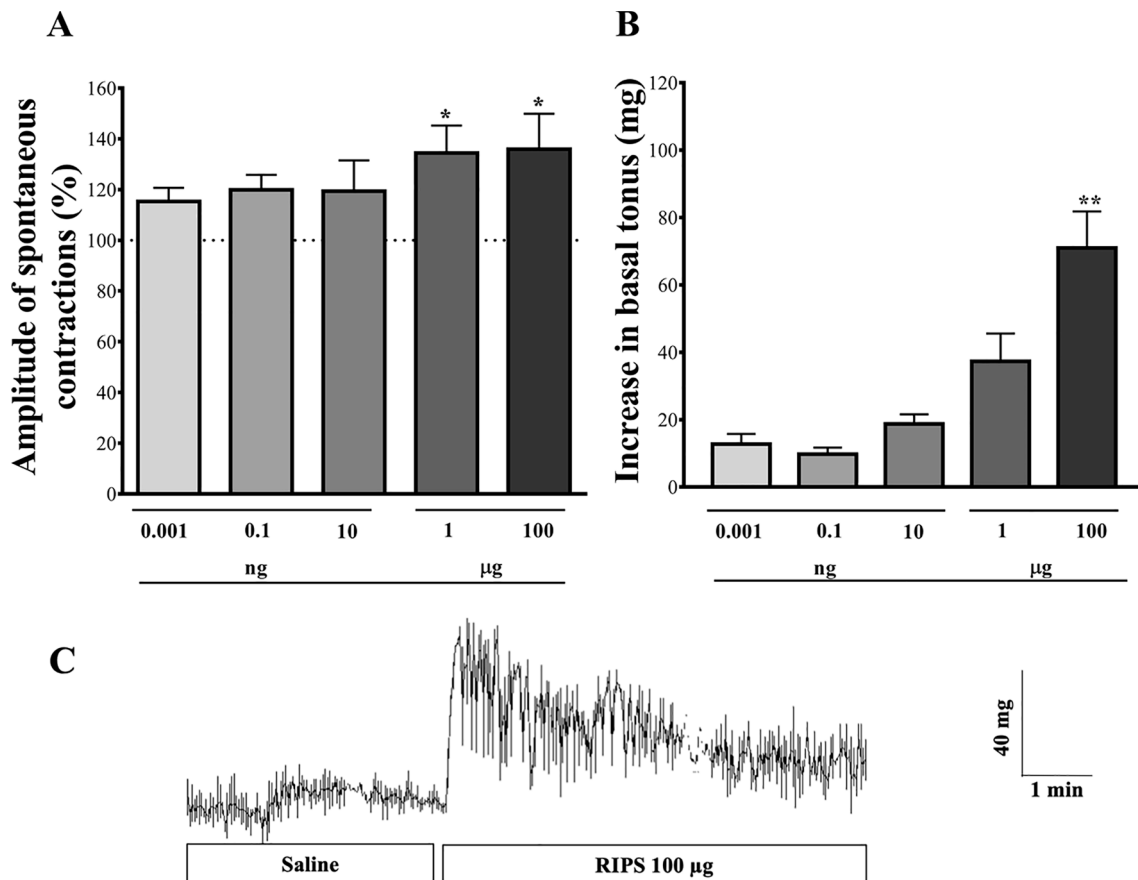 A
Amplitude of spontaneous
contractions (%)
160
140
120
100
80
60
40
20
0
*
*
0.001 0.1 10 1 100
ng μg
B
Increase in basal tonus (mg)
120
100
80
60
40
20
0
**
0.001 0.1 10 1 100
ng μg
C
40 mg
1 min
Saline
RIPS 100 μg